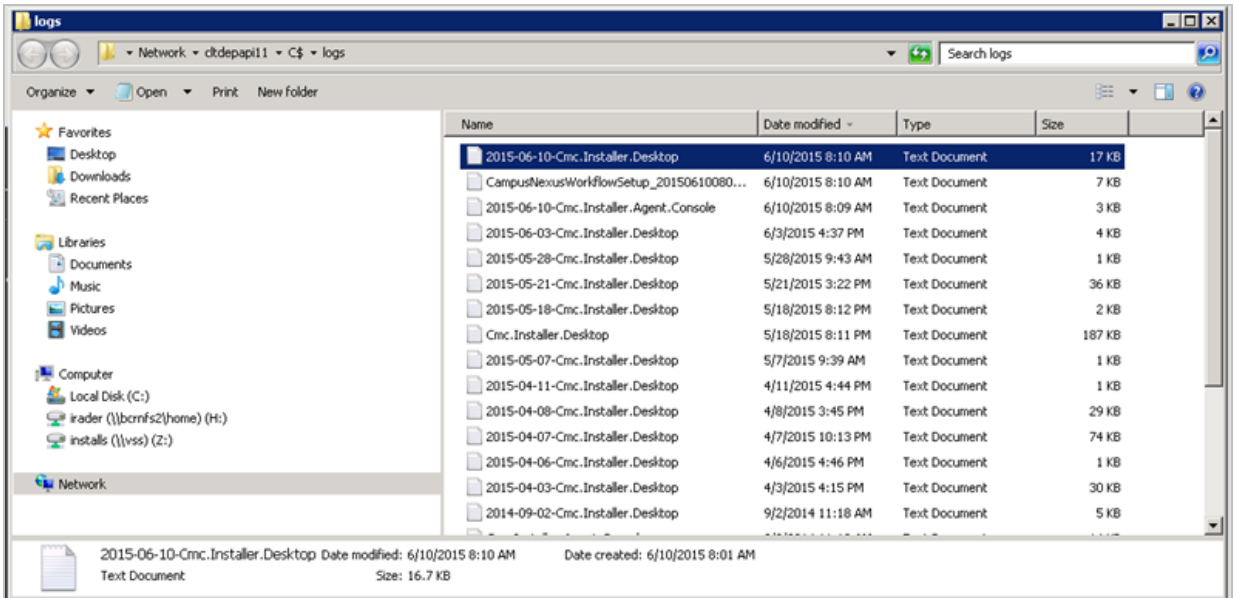 logs
Network cltdepapi11 C$ logs
Search logs
Organize Open Print New folder
Favorites
Desktop
Downloads
Recent Places
Libraries
Documents
Music
Pictures
Videos
Computer
Local Disk (C:)
irader (\\bcrnfs2\home) (H:)
installs (\\vss) (Z:)
Network
Name Date modified Type Size
2015-06-10-Cmc.Installer.Desktop 6/10/2015 8:10 AM Text Document 17 KB
CampusNexusWorkflowSetup_20150610080... 6/10/2015 8:10 AM Text Document 7 KB
2015-06-10-Cmc.Installer.Agent.Console 6/10/2015 8:09 AM Text Document 3 KB
2015-06-03-Cmc.Installer.Desktop 6/3/2015 4:37 PM Text Document 4 KB
2015-05-28-Cmc.Installer.Desktop 5/28/2015 9:43 AM Text Document 1 KB
2015-05-21-Cmc.Installer.Desktop 5/21/2015 3:22 PM Text Document 36 KB
2015-05-18-Cmc.Installer.Desktop 5/18/2015 8:12 PM Text Document 2 KB
Cmc.Installer.Desktop 5/18/2015 8:11 PM Text Document 187 KB
2015-05-07-Cmc.Installer.Desktop 5/7/2015 9:39 AM Text Document 1 KB
2015-04-11-Cmc.Installer.Desktop 4/11/2015 4:44 PM Text Document 1 KB
2015-04-08-Cmc.Installer.Desktop 4/8/2015 3:45 PM Text Document 29 KB
2015-04-07-Cmc.Installer.Desktop 4/7/2015 10:13 PM Text Document 74 KB
2015-04-06-Cmc.Installer.Desktop 4/6/2015 4:46 PM Text Document 1 KB
2015-04-03-Cmc.Installer.Desktop 4/3/2015 4:15 PM Text Document 30 KB
2014-09-02-Cmc.Installer.Desktop 9/2/2014 11:18 AM Text Document 5 KB
2015-06-10-Cmc.Installer.Desktop Date modified: 6/10/2015 8:10 AM Date created: 6/10/2015 8:01 AM
Text Document Size: 16.7 KB